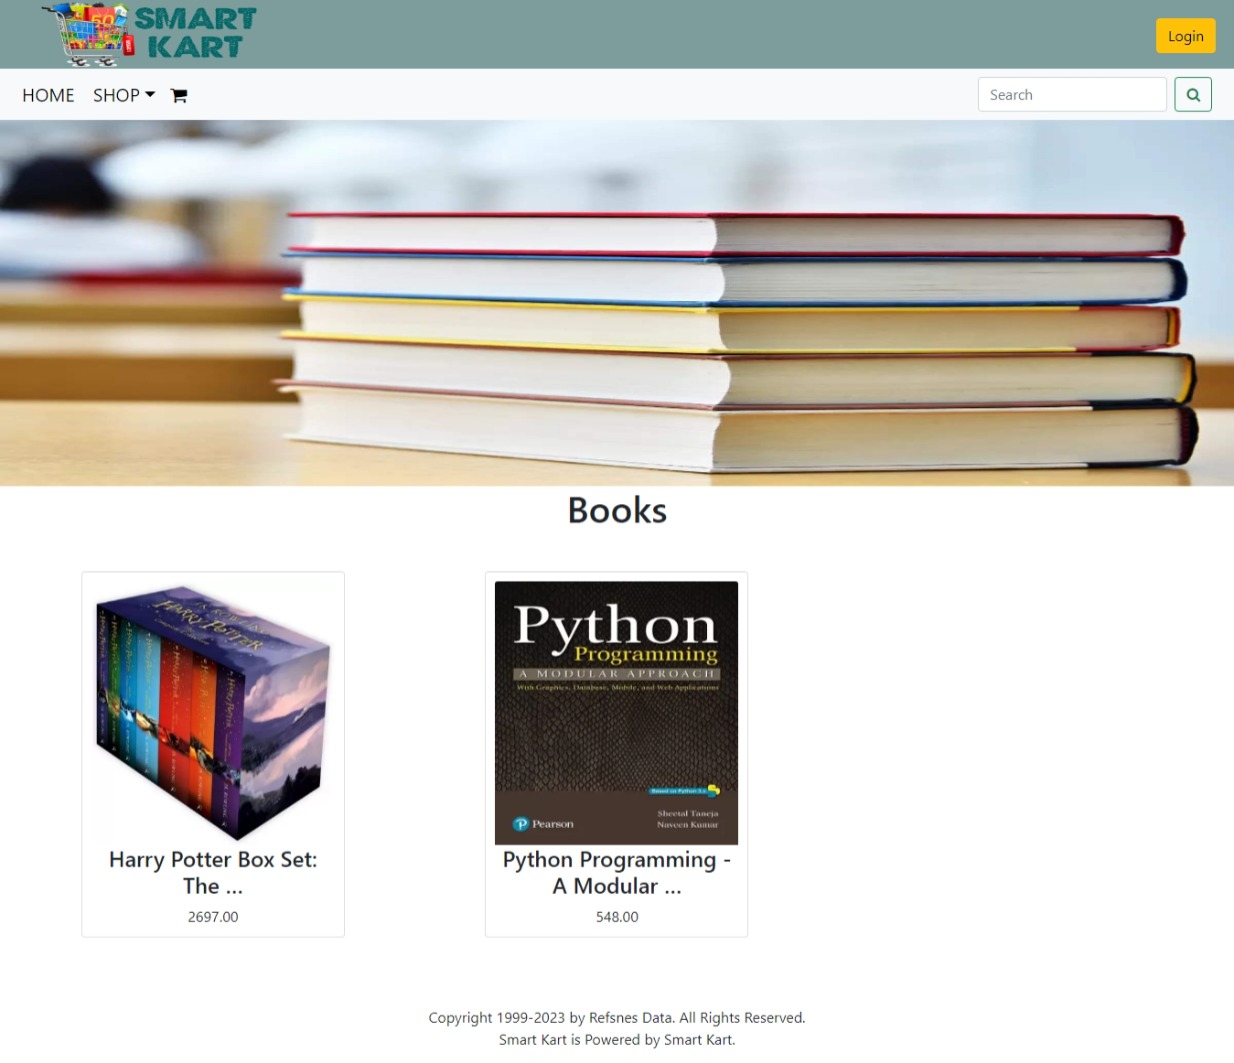 SMART
KART
Login
HOME SHOP
Search
Books
HARRY POTTER
Python
Programming
A MODULAR APPROACH
With Graphics, Database, Mobile, and Web Applications
Based on Python 3.x
Sheetal Taneja
Naveen Kumar
Pearson
Harry Potter Box Set:
The ...
2697.00
Python Programming -
A Modular ...
548.00
Copyright 1999-2023 by Refsnes Data. All Rights Reserved.
Smart Kart is Powered by Smart Kart.